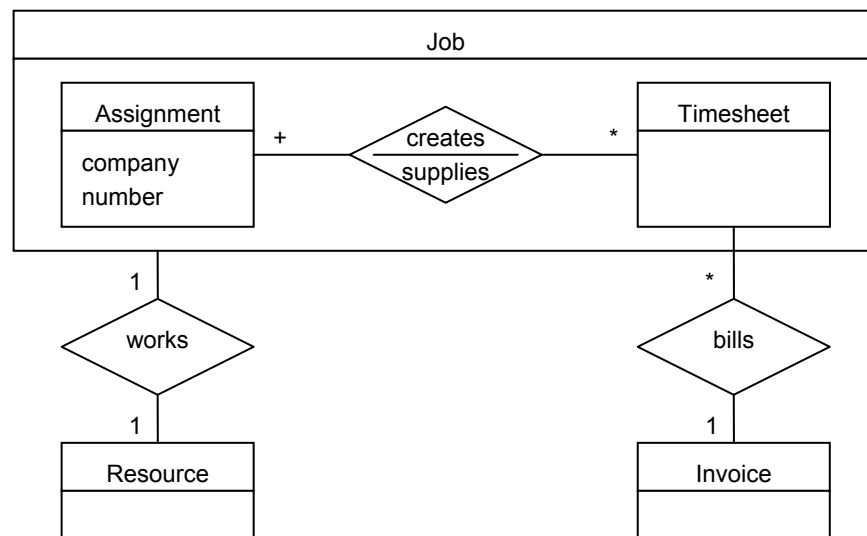 Job
Assignment
company
number
+
creates
supplies
*
Timesheet
1
works
1
Resource
*
bills
1
Invoice